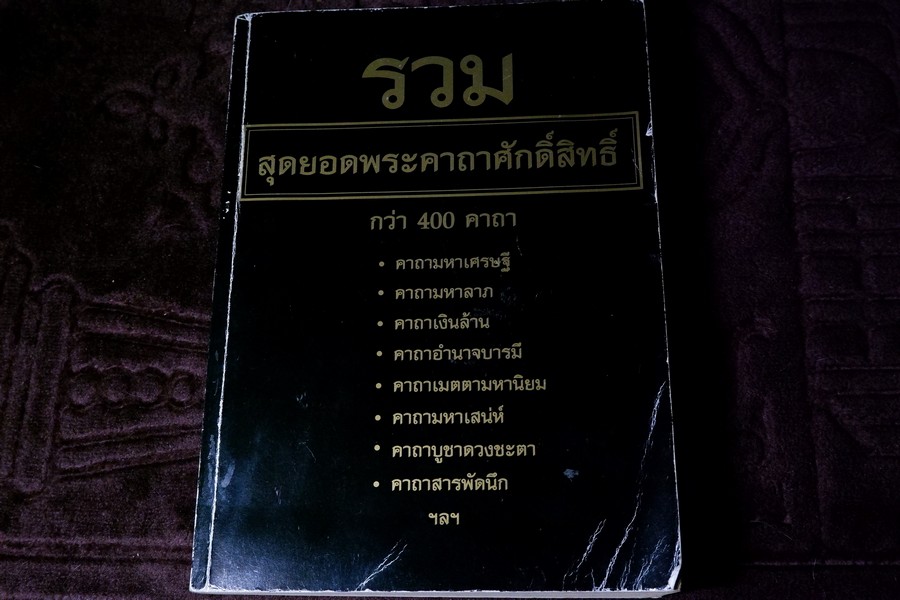 รวม
สุดยอดพระคาถาศักดิ์สิทธิ์
กว่า 400 คาถา
• คาถามหาเศรษฐี
• คาถามหาลาภ
• คาถาเงินล้าน
• คาถาอำนาจบารมี
• คาถาเมตตามหานิยม
• คาถามหาเสน่ห์
• คาถาบูชาดวงชะตา
• คาถาสารพัดนึก
ฯลฯ